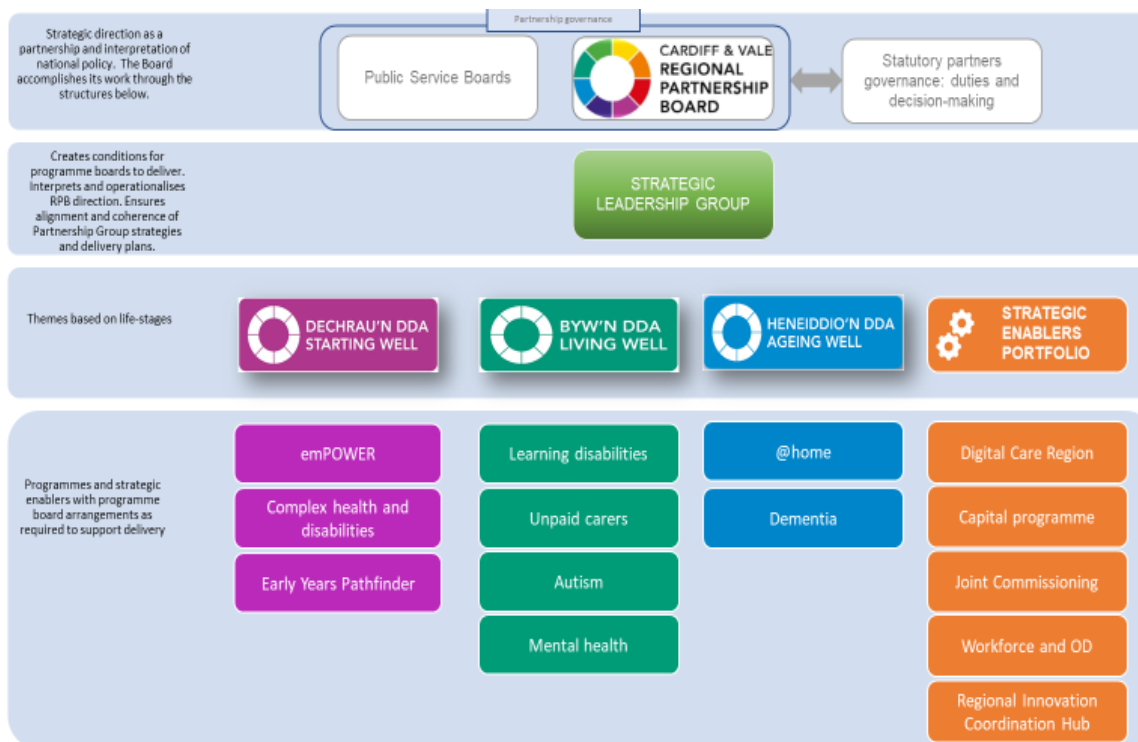 Partnership governance
Strategic direction as a
partnership and interpretation of
national policy. The Board
accomplishes its work through the
structures below.
Public Service Boards
CARDIFF & VALE
REGIONAL
PARTNERSHIP
BOARD
Statutory partners
governance: duties and
decision-making
Creates conditions for
programme boards to deliver.
Interprets and operationalises
RPB direction. Ensures
alignment and coherence of
Partnership Group strategies
and delivery plans.
STRATEGIC
LEADERSHIP GROUP
Themes based on life-stages
DECHRAU'N DDA
STARTING WELL
BYW'N DDA
LIVING WELL
HENEIDDIO'N DDA
AGEING WELL
STRATEGIC
ENABLERS
PORTFOLIO
Programmes and strategic
enablers with programme
board arrangements as
required to support delivery
emPOWER
Complex health and
disabilities
Early Years Pathfinder
Learning disabilities
Unpaid carers
Autism
Mental health
@home
Dementia
Digital Care Region
Capital programme
Joint Commissioning
Workforce and OD
Regional Innovation
Coordination Hub